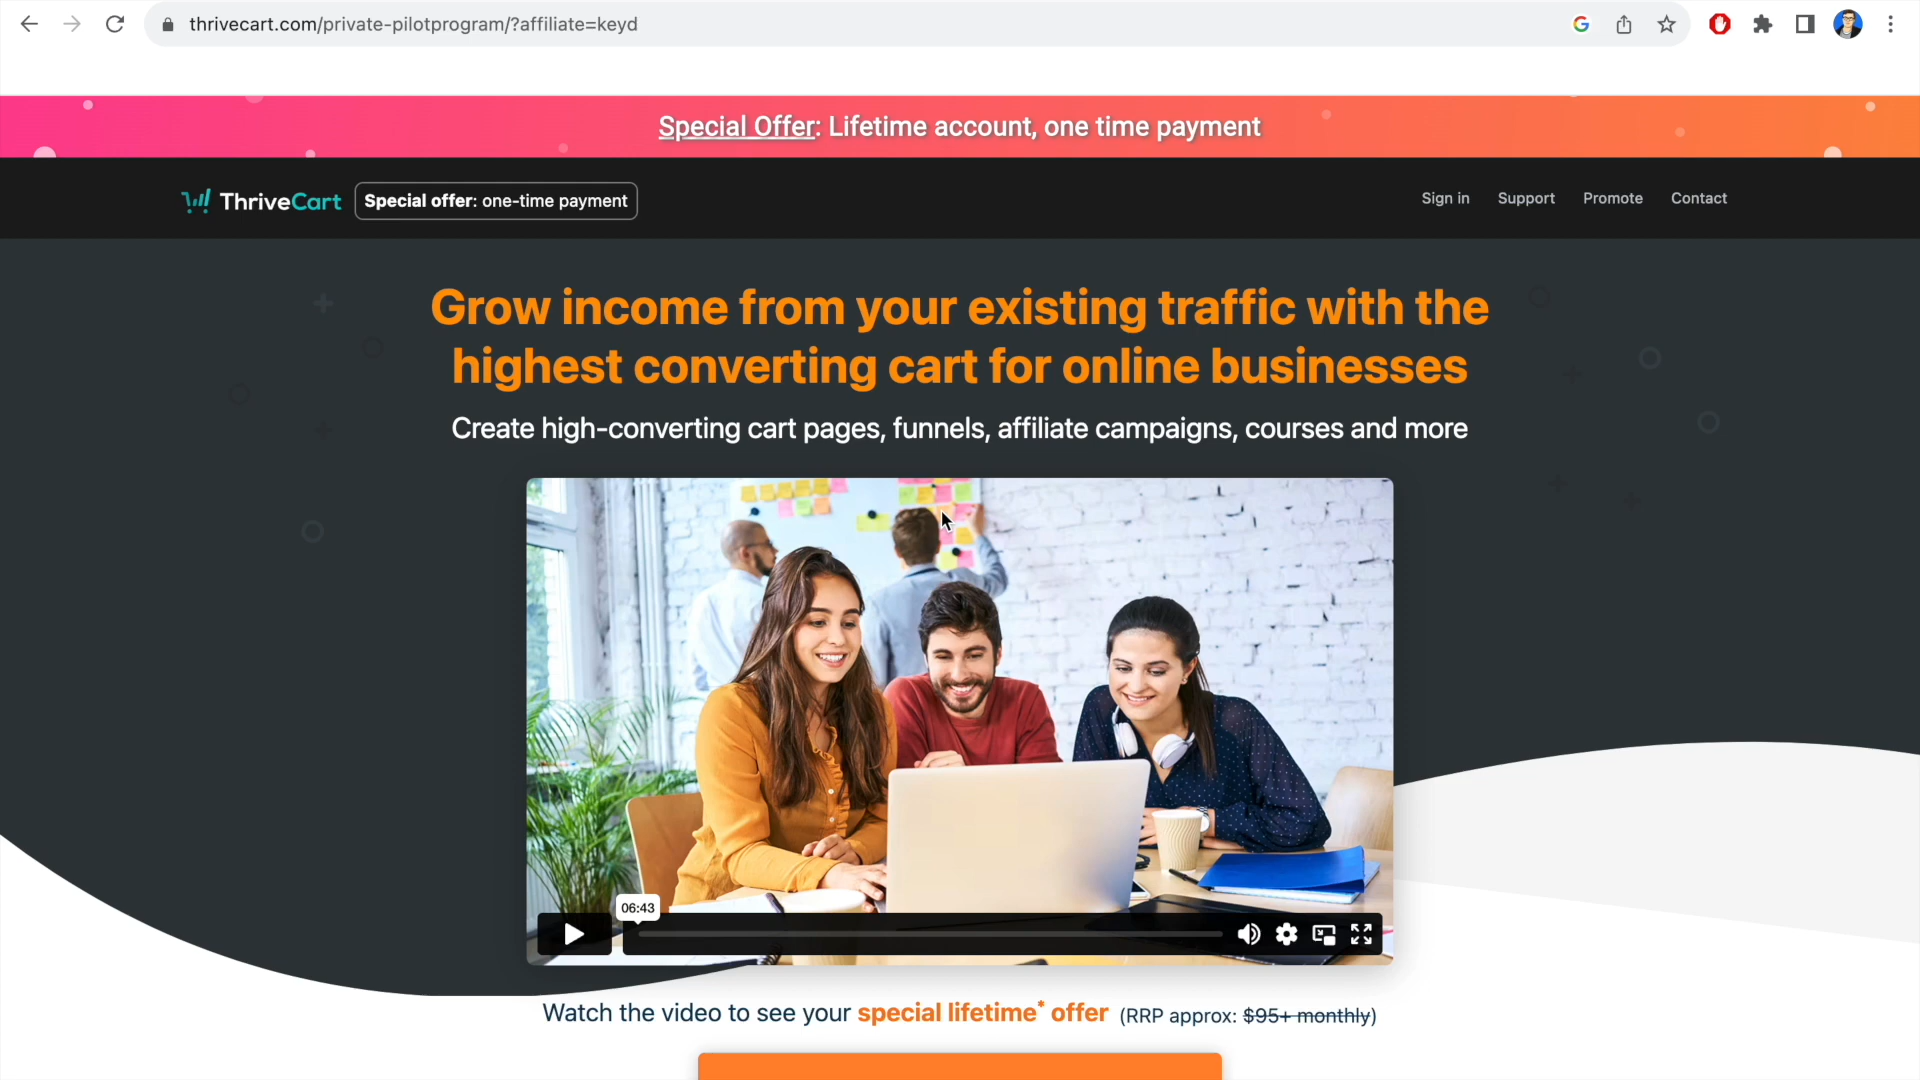 thrivecart.com/private-pilotprogram/?affiliate=keyd
Special Offer: Lifetime account, one time payment
ThriveCart
Special offer: one-time payment
Sign in
Support
Promote
Contact
Grow income from your existing traffic with the
highest converting cart for online businesses
Create high-converting cart pages, funnels, affiliate campaigns, courses and more
06:43
Watch the video to see your special lifetime* offer (RRP approx: $95+ monthly)